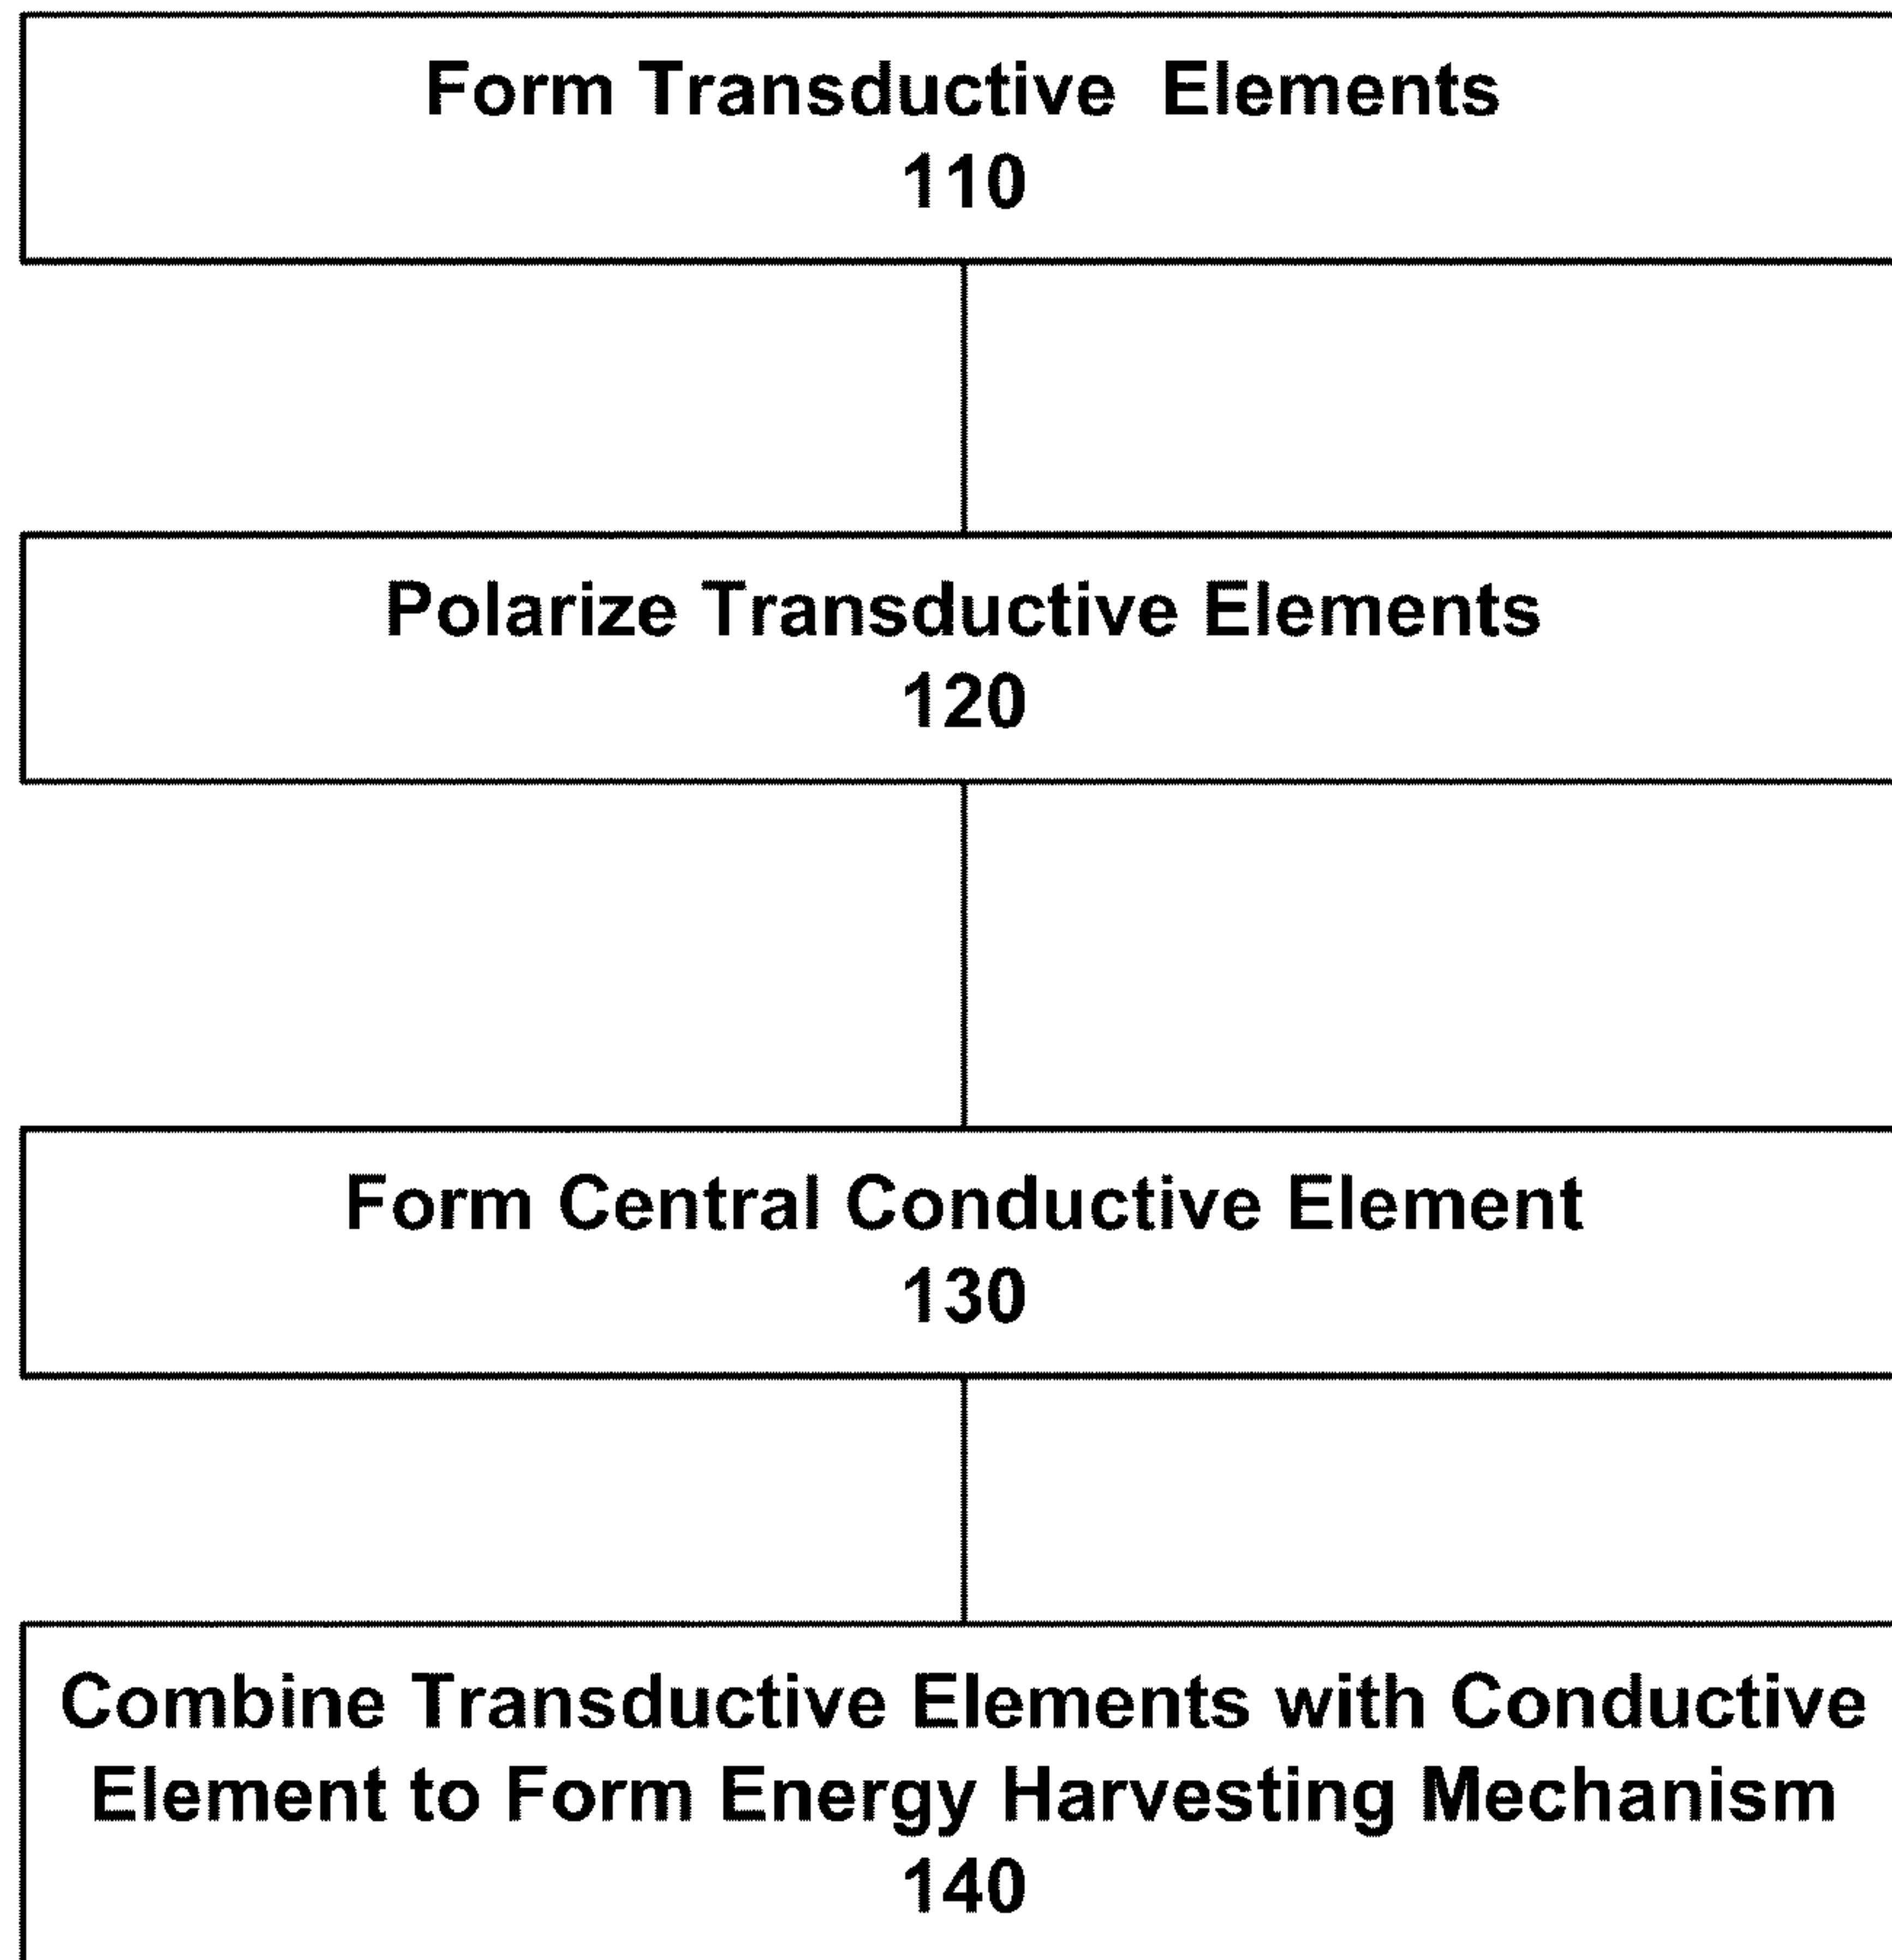 Form Transductive Elements
110
Polarize Transductive Elements
120
Form Central Conductive Element
130
Combine Transductive Elements with Conductive
Element to Form Energy Harvesting Mechanism
140